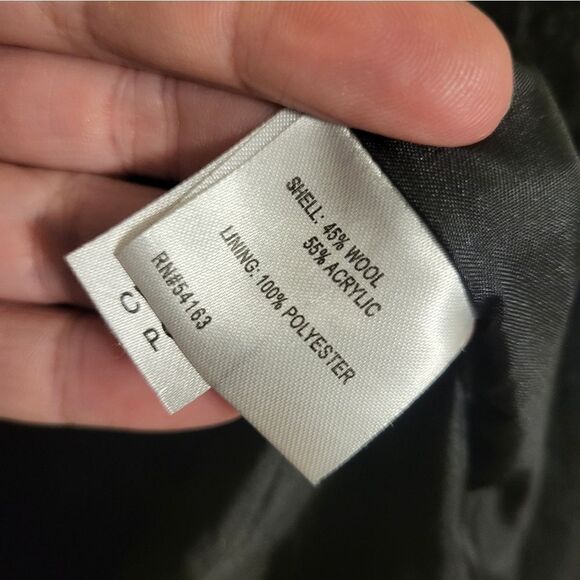 SHELL: 45% WOOL
55% ACRYLIC
LINING: 100% POLYESTER
RN#54163